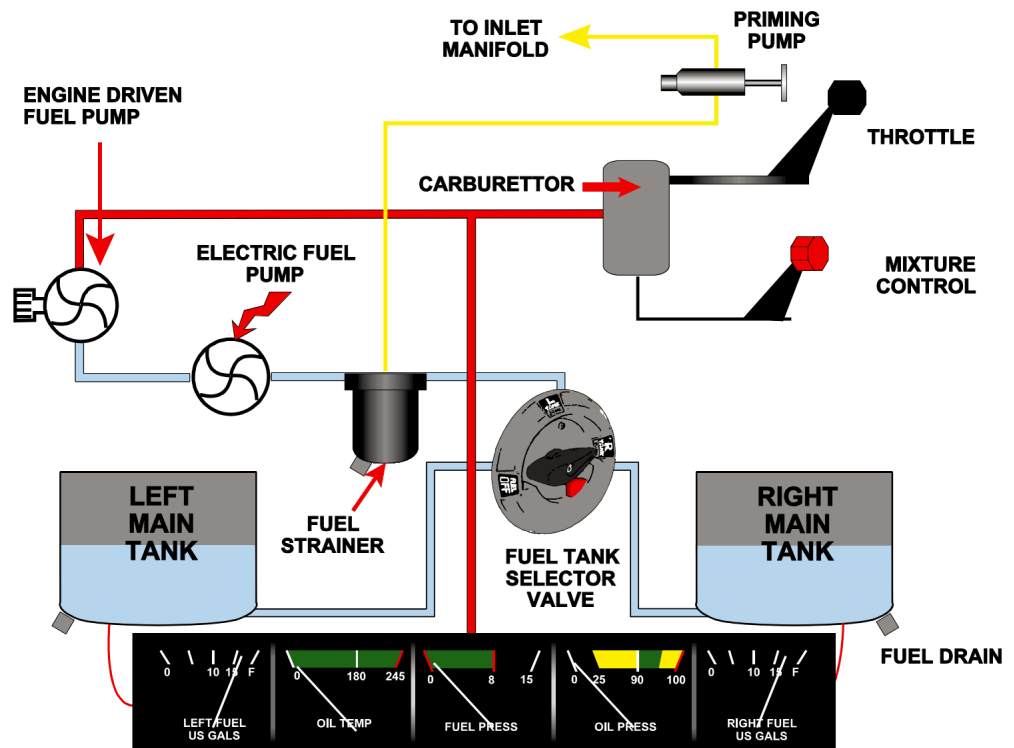 TO INLET
MANIFOLD
PRIMING
PUMP
ENGINE DRIVEN
FUEL PUMP
THROTTLE
CARBURETTOR
ELECTRIC FUEL
PUMP
MIXTURE
CONTROL
L
R
FUEL
OFF
LEFT
MAIN
TANK
FUEL
STRAINER
FUEL TANK
SELECTOR
VALVE
RIGHT
MAIN
TANK
FUEL DRAIN
0 10 15 F
LEFT FUEL
US GALS
0 180 245
OIL TEMP
0 8 15
FUEL PRESS
0 25 90 100
OIL PRESS
0 10 15 F
RIGHT FUEL
US GALS